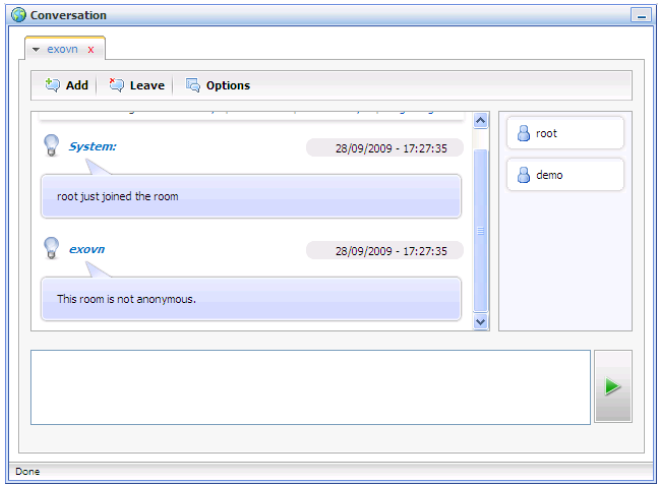 Conversation
exovn x
Add Leave Options
System: 28/09/2009 - 17:27:35
root just joined the room
exovn 28/09/2009 - 17:27:35
This room is not anonymous.
root
demo
Done